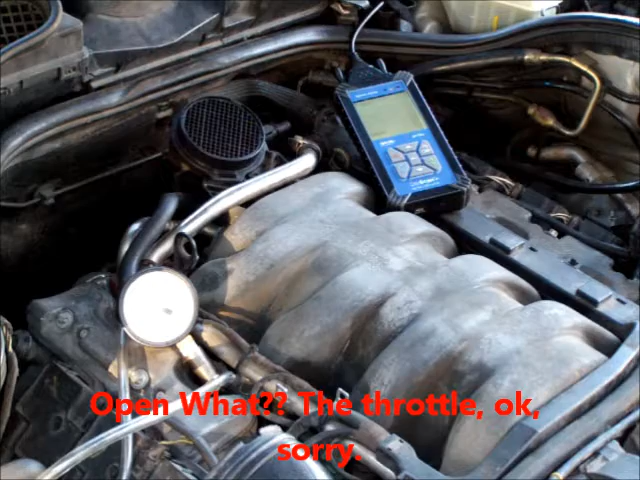 Open What?? The throttle, ok,
sorry.